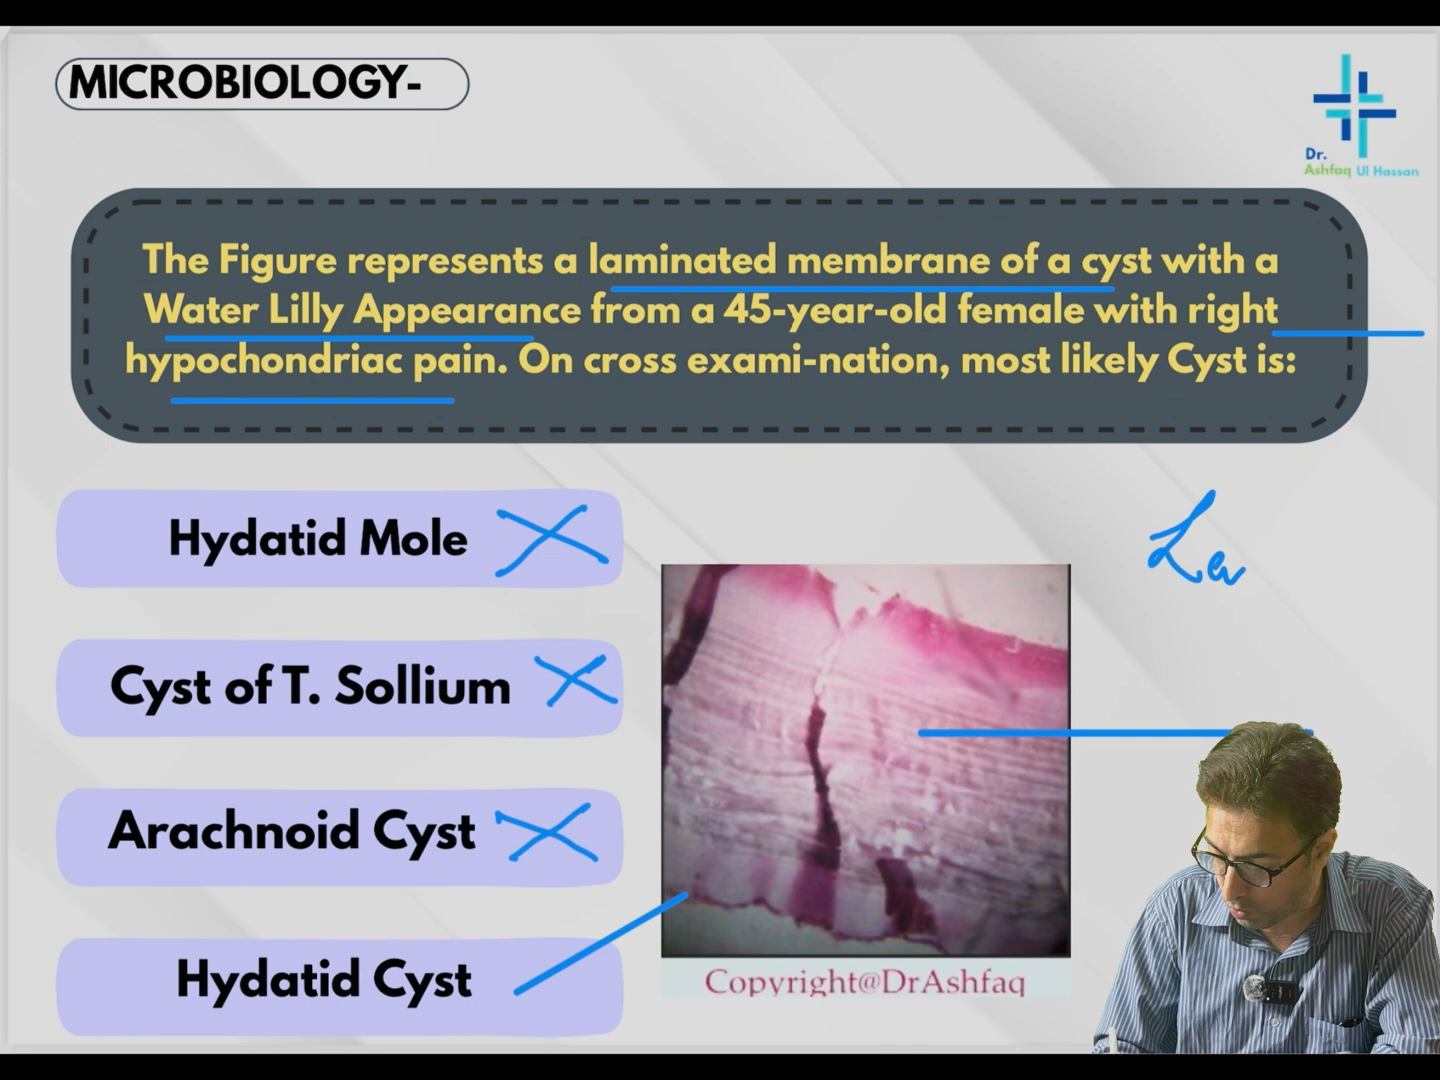 MICROBIOLOGY-
Dr.
Ashfaq Ul Hassan
The Figure represents a laminated membrane of a cyst with a
Water Lilly Appearance from a 45-year-old female with right
hypochondriac pain. On cross exami-nation, most likely Cyst is:
Hydatid Mole
Cyst of T. Sollium
Arachnoid Cyst
Hydatid Cyst
Copyright@DrAshfaq